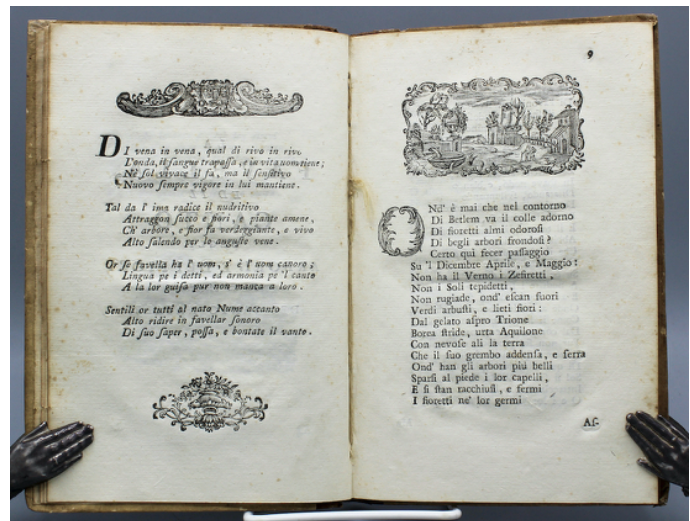 DI vena in vena, qual di rivo in rivo
L'onda, il sangue trapassa, e in vita uom tiene;
Nè sol vivace il fa, ma il sensitivo
Nuovo sempre vigore in lui mantiene.
Tal da l' ima radice il nudritivo
Attraggon succo e fiori, e piante amene,
Ch' arbore, e fior fa verdeggiante, e vivo
Alto salendo per le anguste vene.
Or se favella ha l' uom, s' è l' uom canoro;
Lingua pe i detti, ed armonia pe 'l canto
A la lor guisa pur non manca a loro.
Sentili or tutti al nato Nume accanto
Alto ridire in favellar sonoro
Di suo saper, possa, e bontate il vanto.
9
ONd' è mai che nel contorno
Di Betlem va il colle adorno
Di fioretti almi odorosi
Di begli arbori frondosi?
Certo quì fecer passaggio
Su 'l Dicembre Aprile, e Maggio:
Non ha il Verno i Zefiretti,
Non i Soli tepidetti,
Non rugiade, ond' escan fuori
Verdi arbusti, e lieti fiori:
Dal gelato aspro Trione
Borea stride, urta Aquilone
Con nevose ali la terra
Che il suo grembo addensa, e serra
Ond' han gli arbori più belli
Sparsi al piede i lor capelli,
E si stan racchiusi, e fermi
I fioretti ne' lor germi
As-